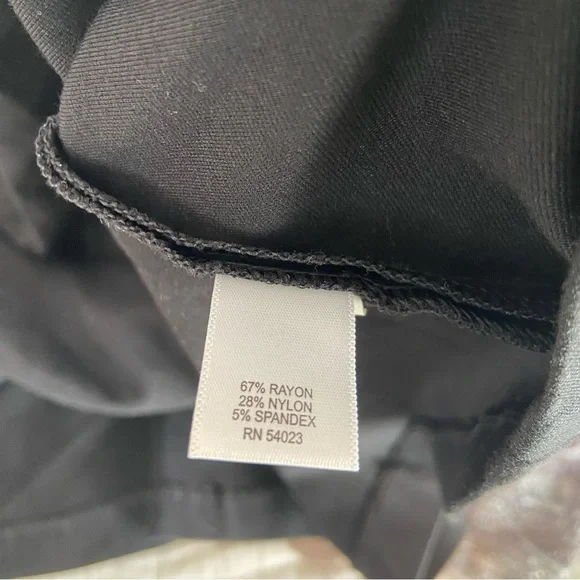 67% RAYON
28% NYLON
5% SPANDEX
RN 54023